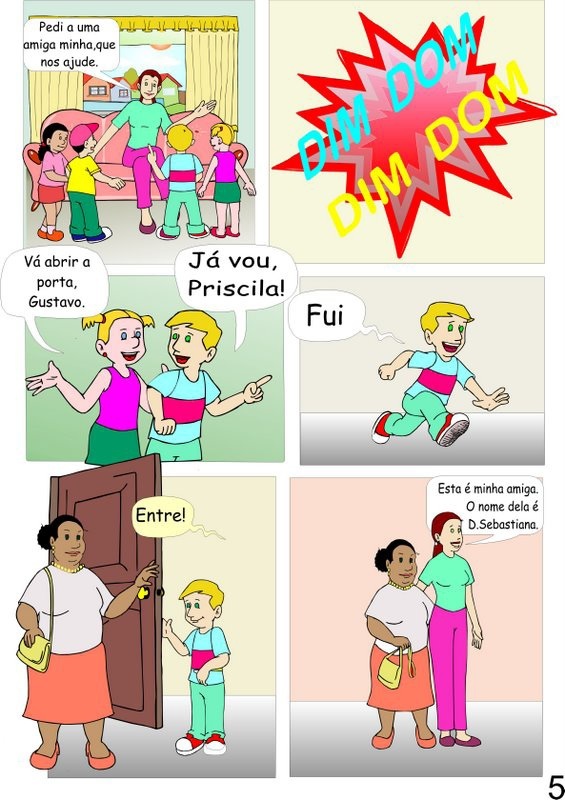 Pedi a uma
amiga minha,que
nos ajude.
DIM DOM
DIM DOM
Vá abrir a
porta,
Gustavo.
Já vou,
Priscila!
Fui
Entre!
Esta é minha amiga.
O nome dela é
D.Sebastiana.
5